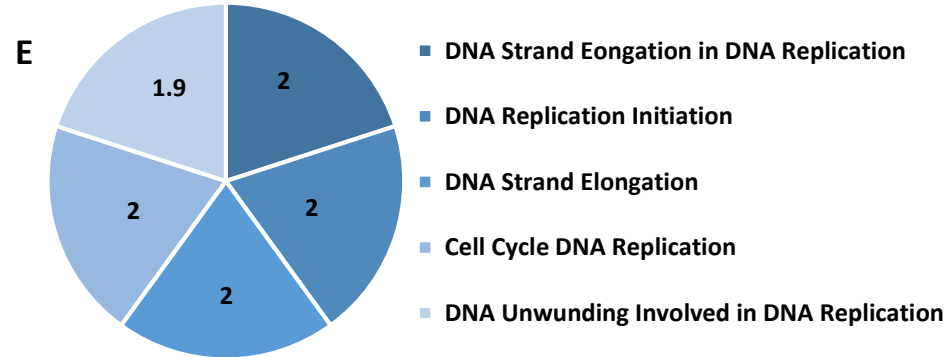 E
1.9
2
2
2
2
DNA Strand Eongation in DNA Replication
DNA Replication Initiation
DNA Strand Elongation
Cell Cycle DNA Replication
DNA Unwunding Involved in DNA Replication